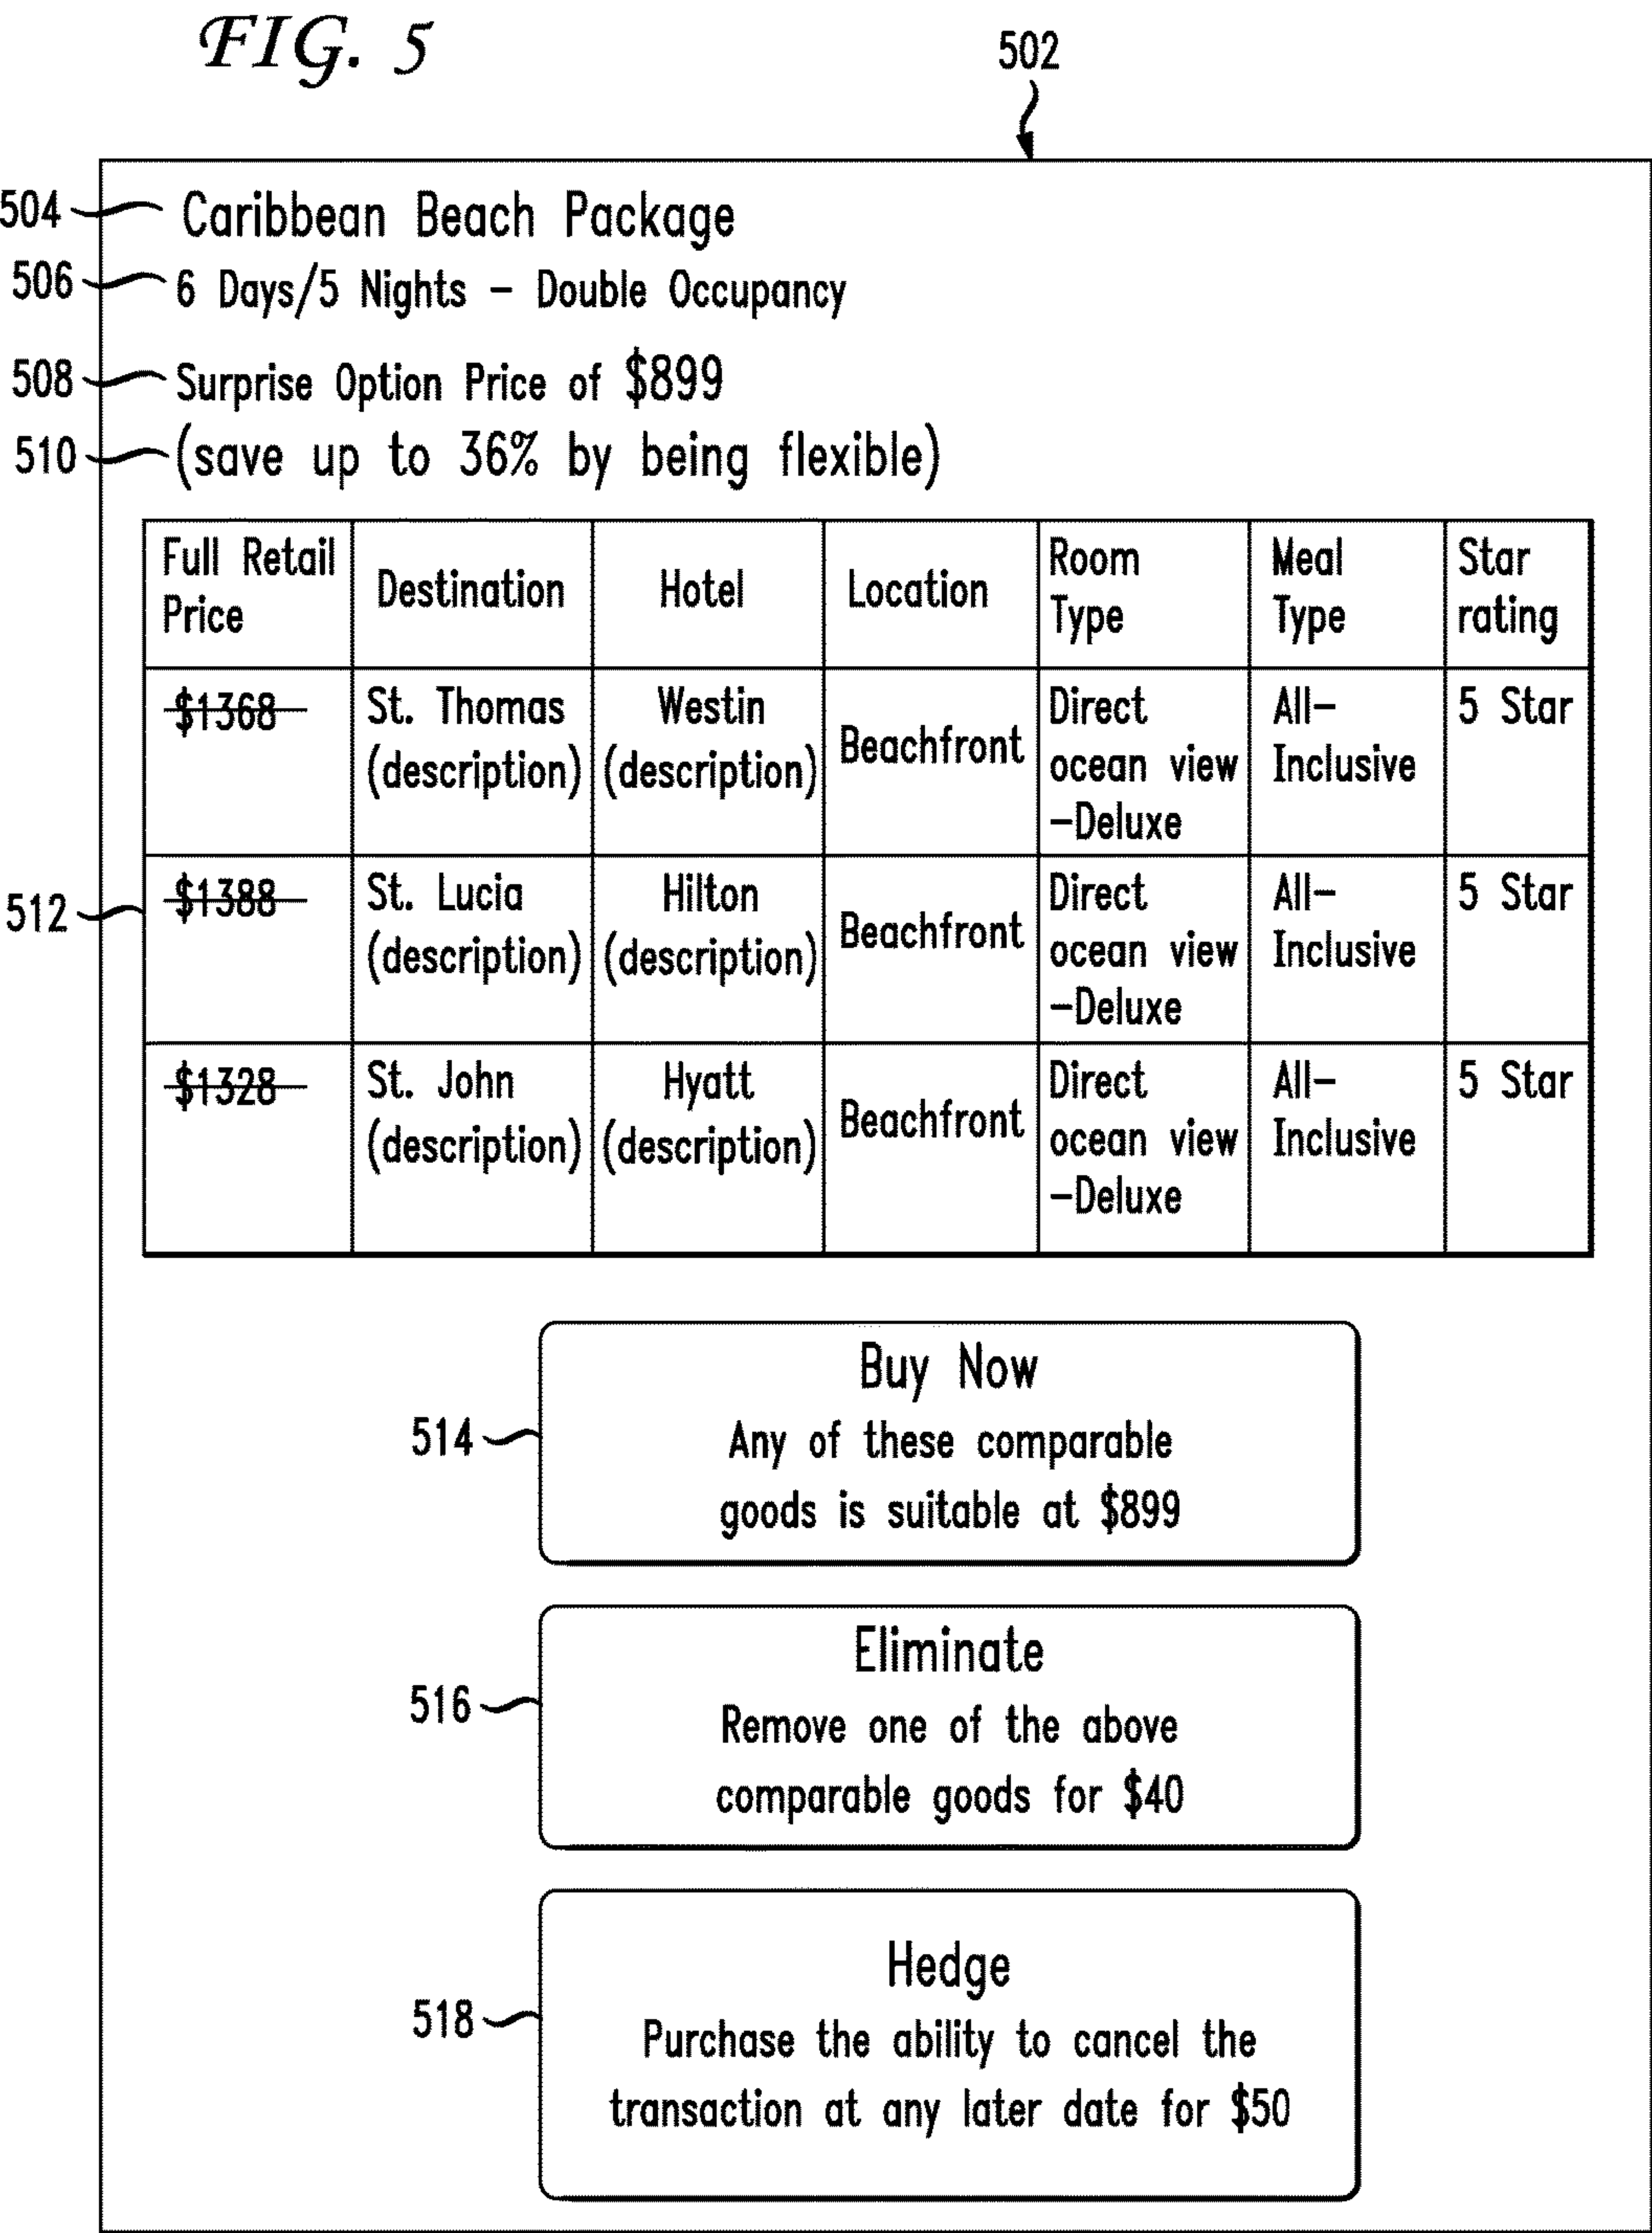 FIG. 5
502
504 Caribbean Beach Package
506 6 Days/5 Nights – Double Occupancy
508 Surprise Option Price of $899
510 (save up to 36% by being flexible)
Full Retail Price
Destination
Hotel
Location
Room Type
Meal Type
Star rating
$1368
St. Thomas (description)
Westin (description)
Beachfront
Direct ocean view –Deluxe
All– Inclusive
5 Star
512
$1388
St. Lucia (description)
Hilton (description)
Beachfront
Direct ocean view –Deluxe
All– Inclusive
5 Star
$1328
St. John (description)
Hyatt (description)
Beachfront
Direct ocean view –Deluxe
All– Inclusive
5 Star
514
Buy Now
Any of these comparable
goods is suitable at $899
516
Eliminate
Remove one of the above
comparable goods for $40
518
Hedge
Purchase the ability to cancel the
transaction at any later date for $50